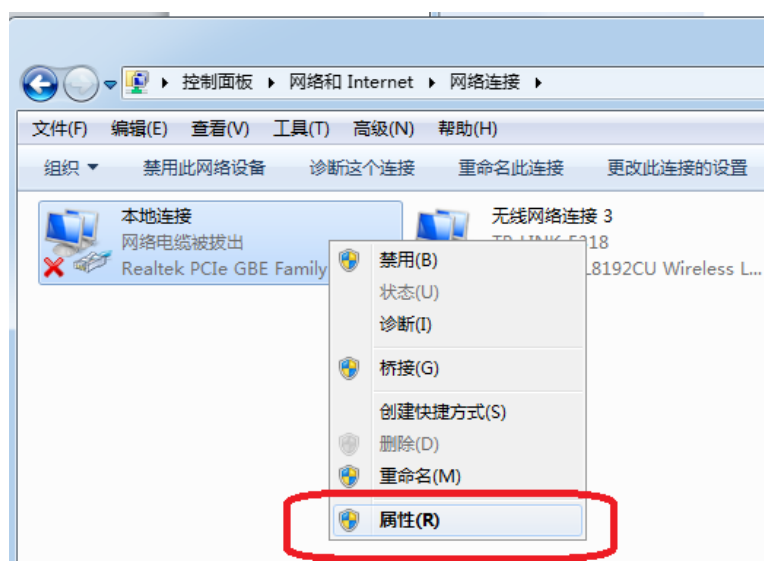 控制面板 ▸ 网络和 Internet ▸ 网络连接 ▸
文件(F) 编辑(E) 查看(V) 工具(T) 高级(N) 帮助(H)
组织 ▼ 禁用此网络设备 诊断这个连接 重命名此连接 更改此连接的设置
本地连接
网络电缆被拔出
Realtek PCIe GBE Family
无线网络连接 3
18
L8192CU Wireless L...
禁用(B)
状态(U)
诊断(I)
桥接(G)
创建快捷方式(S)
删除(D)
重命名(M)
属性(R)